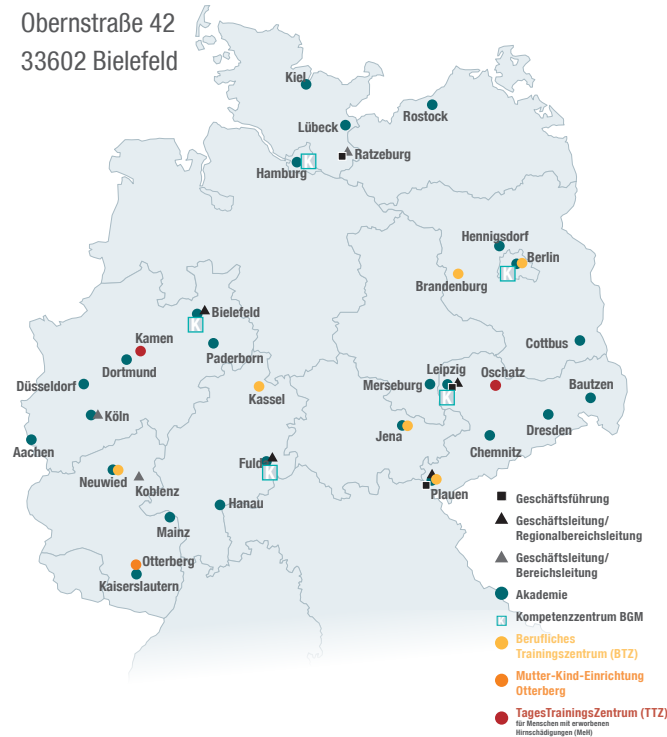 Obernstraße 42
33602 Bielefeld
Kiel
Rostock
Lübeck
Ratzeburg
Hamburg
K
Hennigsdorf
Berlin
K
Brandenburg
Bielefeld
K
Kamen
Paderborn
Dortmund
Cottbus
Düsseldorf
Kassel
Merseburg
Leipzig
K
Oschatz
Bautzen
Köln
Dresden
Jena
Chemnitz
Aachen
Fuld
K
Neuwied
Koblenz
Plauen
Hanau
Mainz
Otterberg
Kaiserslautern
Geschäftsführung
Geschäftsleitung/
Regionalbereichsleitung
Geschäftsleitung/
Bereichsleitung
Akademie
K Kompetenzzentrum BGM
Berufliches
Trainingszentrum (BTZ)
Mutter-Kind-Einrichtung
Otterberg
TagesTrainingsZentrum (TTZ)
für Menschen mit erworbenen
Hirnschädigungen (MeH)